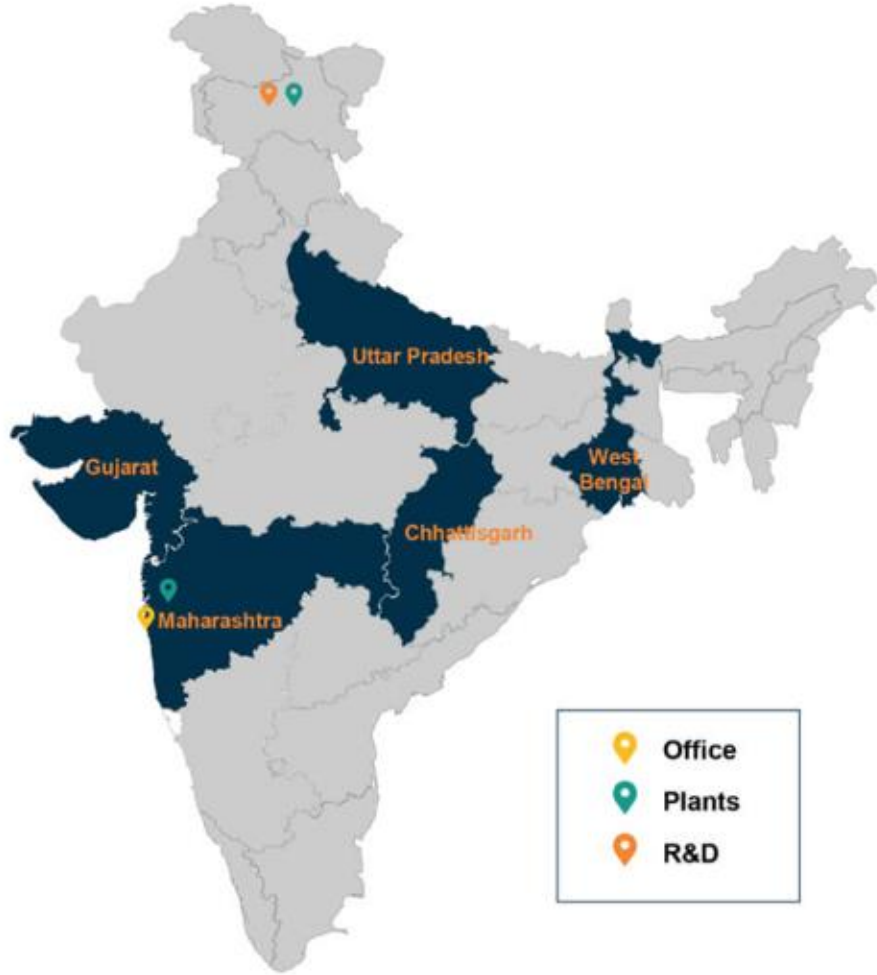 Uttar Pradesh
Gujarat
West
Bengal
Chhattisgarh
Maharashtra
Office
Plants
R&D